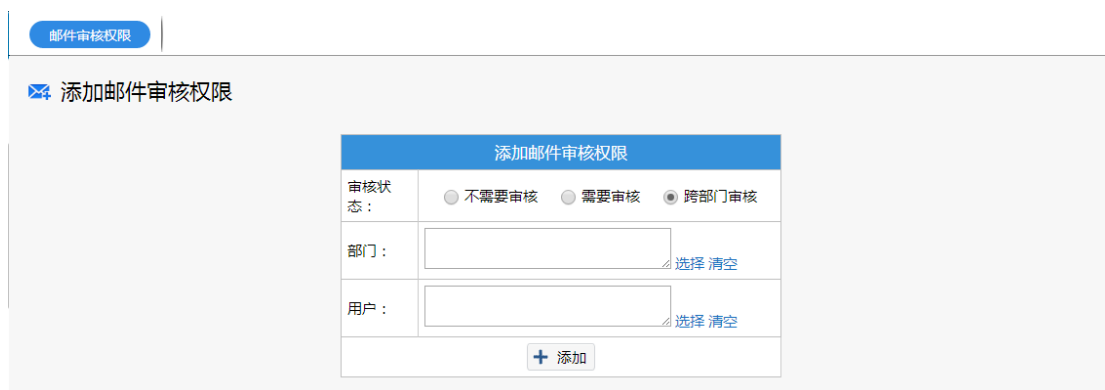 邮件审核权限
添加邮件审核权限
添加邮件审核权限
审核状
态：
不需要审核 需要审核 跨部门审核
部门：
选择 清空
用户：
选择 清空
添加